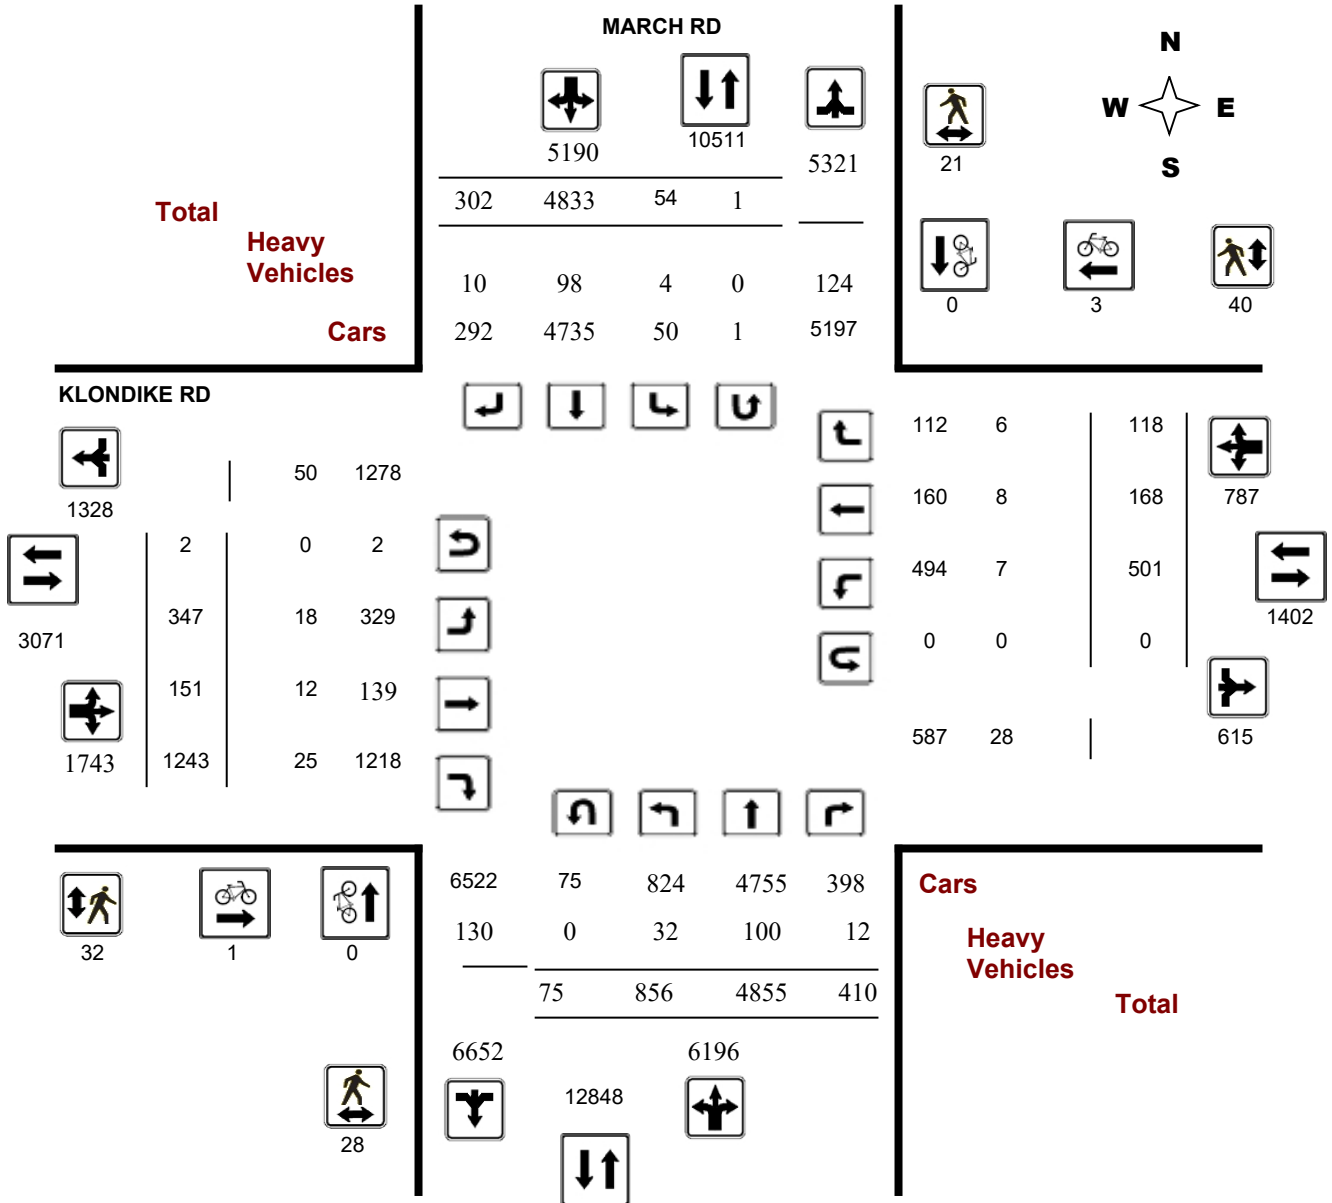 MARCH RD
N
W E
S
5190
10511
5321
21
302 4833 54 1
Total
Heavy
Vehicles
10 98 4 0 124
0 3 40
Cars
292 4735 50 1 5197
KLONDIKE RD
112 6 118
1328
50 1278
160 8 168
787
2 0 2
494 7 501
1402
347 18 329
3071
0 0 0
151 12 139
1743
1243 25 1218
587 28
615
6522 75 824 4755 398
Cars
130 0 32 100 12
Heavy
Vehicles
32 1 0
75 856 4855 410
Total
6652
6196
12848
28